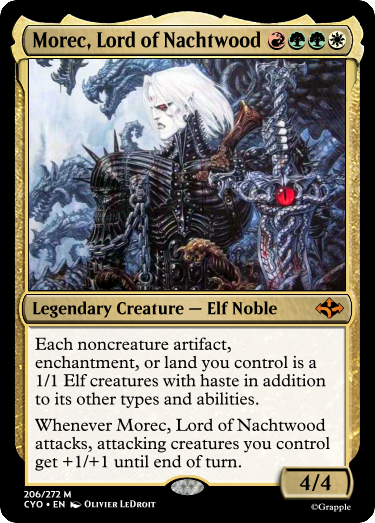 Morec, Lord of Nachtwood
Legendary Creature — Elf Noble
Each noncreature artifact,
enchantment, or land you control is a
1/1 Elf creatures with haste in addition
to its other types and abilities.
Whenever Morec, Lord of Nachtwood
attacks, attacking creatures you control
get +1/+1 until end of turn.
4/4
206/272 M
CYO • EN Olivier LeDroit
©Grapple